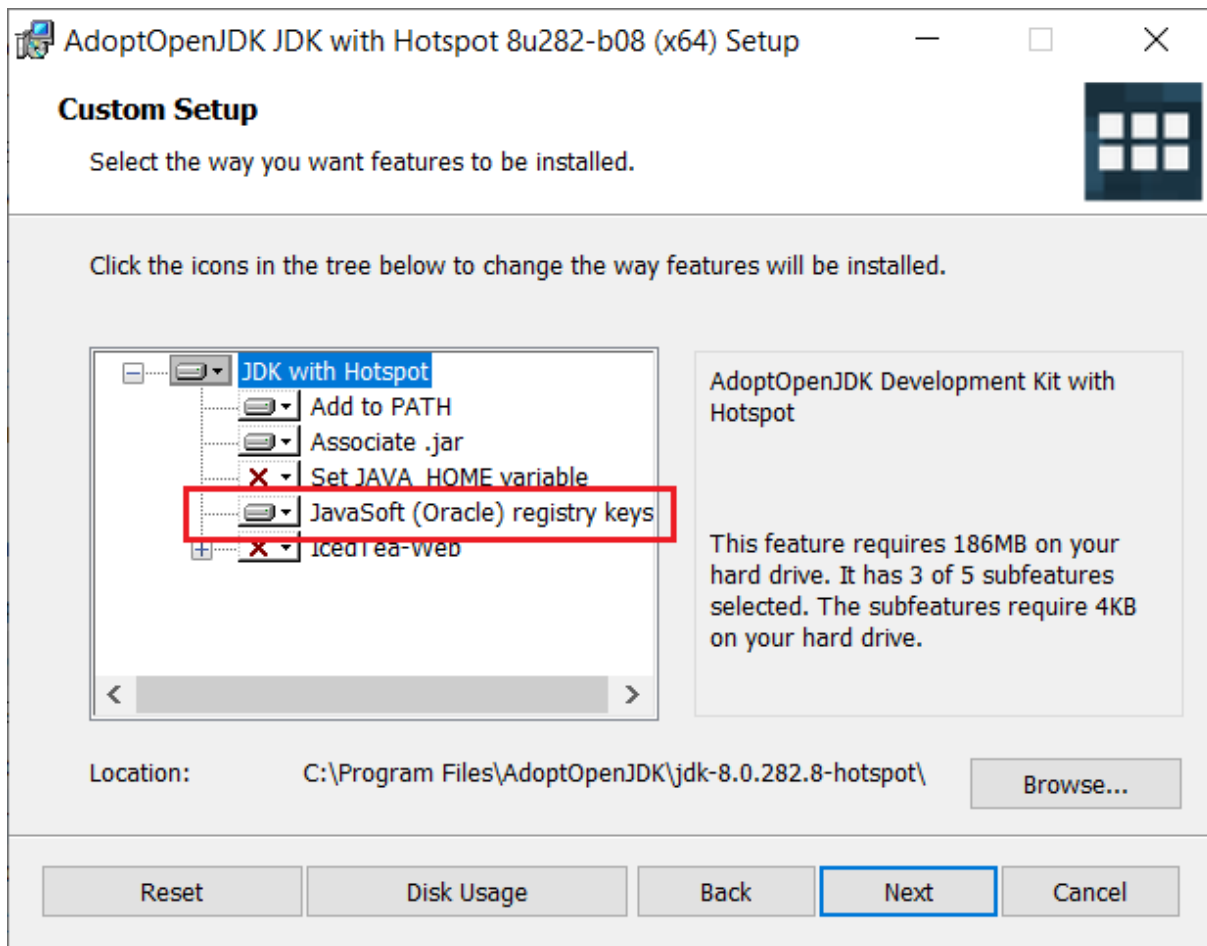 AdoptOpenJDK JDK with Hotspot 8u282-b08 (x64) Setup
Custom Setup
Select the way you want features to be installed.
Click the icons in the tree below to change the way features will be installed.
JDK with Hotspot
Add to PATH
Associate .jar
Set JAVA_HOME variable
JavaSoft (Oracle) registry keys
IcedTea-Web
AdoptOpenJDK Development Kit with
Hotspot
This feature requires 186MB on your
hard drive. It has 3 of 5 subfeatures
selected. The subfeatures require 4KB
on your hard drive.
Location: C:\Program Files\AdoptOpenJDK\jdk-8.0.282.8-hotspot\
Browse...
Reset Disk Usage Back Next Cancel